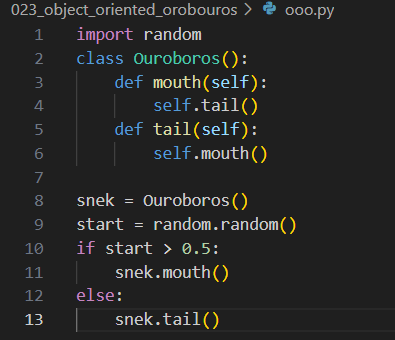 023_object_oriented_orobouros > ooo.py
1 import random
2 class Ouroboros():
3     def mouth(self):
4         self.tail()
5     def tail(self):
6         self.mouth()
7
8 snek = Ouroboros()
9 start = random.random()
10 if start > 0.5:
11     snek.mouth()
12 else:
13     snek.tail()